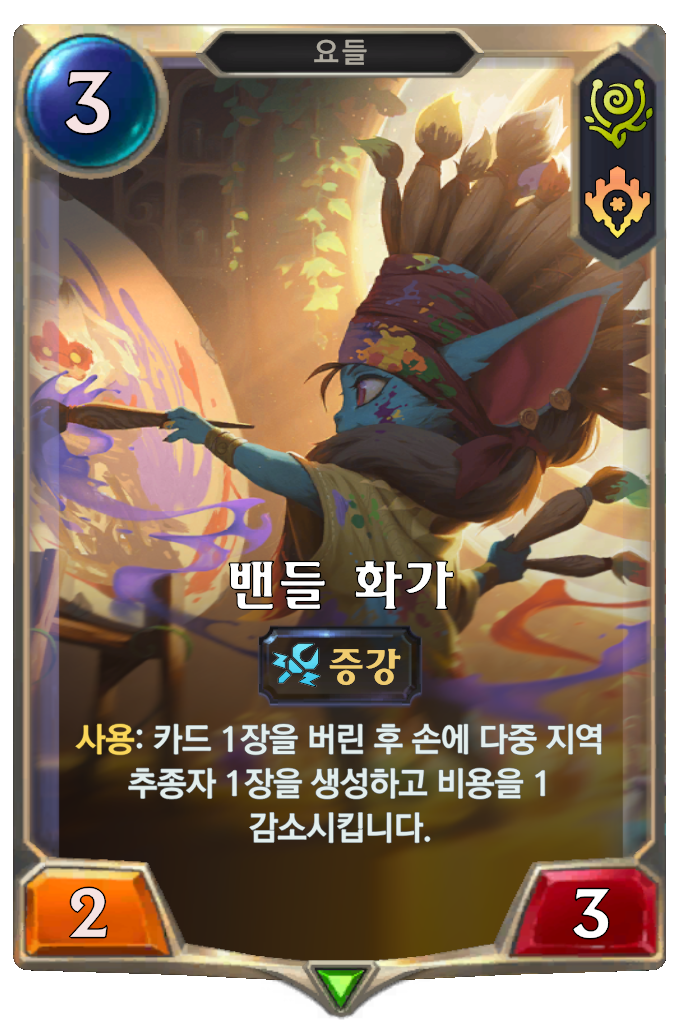 요들
3
밴들 화가
증강
사용: 카드 1장을 버린 후 손에 다중 지역
추종자 1장을 생성하고 비용을 1
감소시킵니다.
2
3